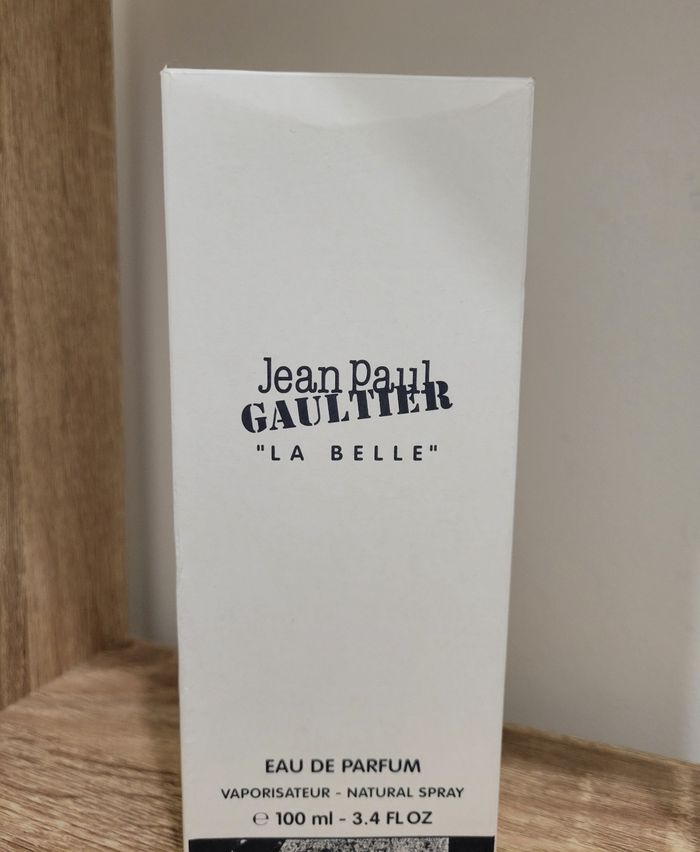 Jean Paul
GAULTIER
"LA BELLE"
EAU DE PARFUM
VAPORISATEUR - NATURAL SPRAY
℮ 100 ml - 3.4 FL OZ